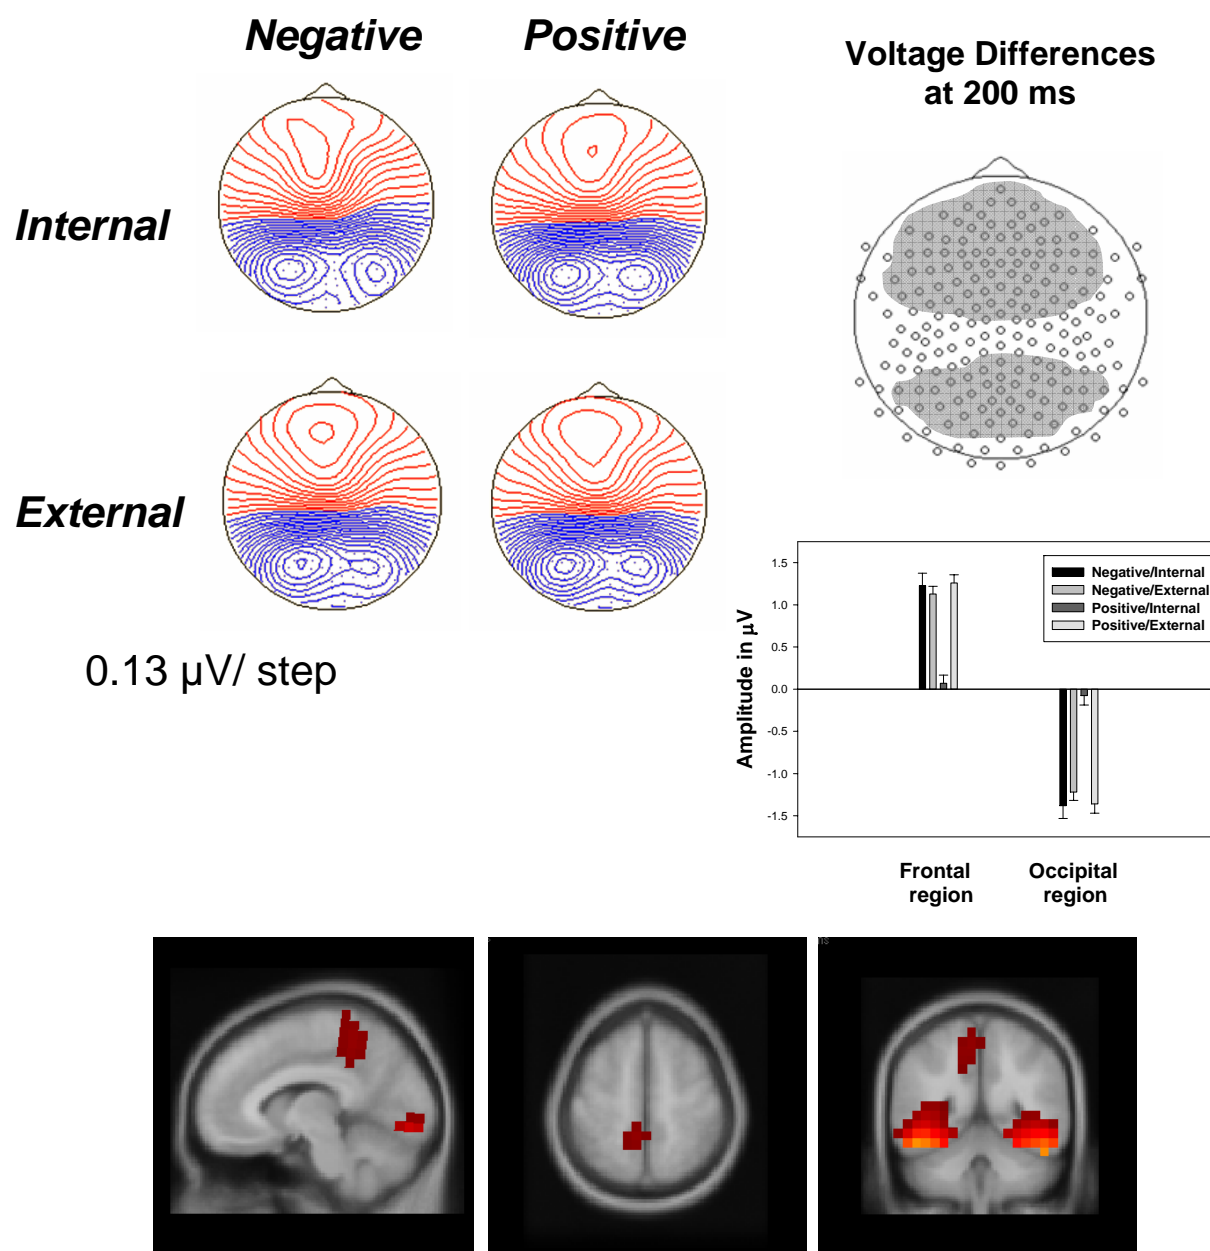 Negative
Positive
Voltage Differences
at 200 ms
Internal
External
0.13 µV/ step
Amplitude in µV
1.5
1.0
0.5
0.0
-0.5
-1.0
-1.5
Negative/Internal
Negative/External
Positive/Internal
Positive/External
Frontal
region
Occipital
region